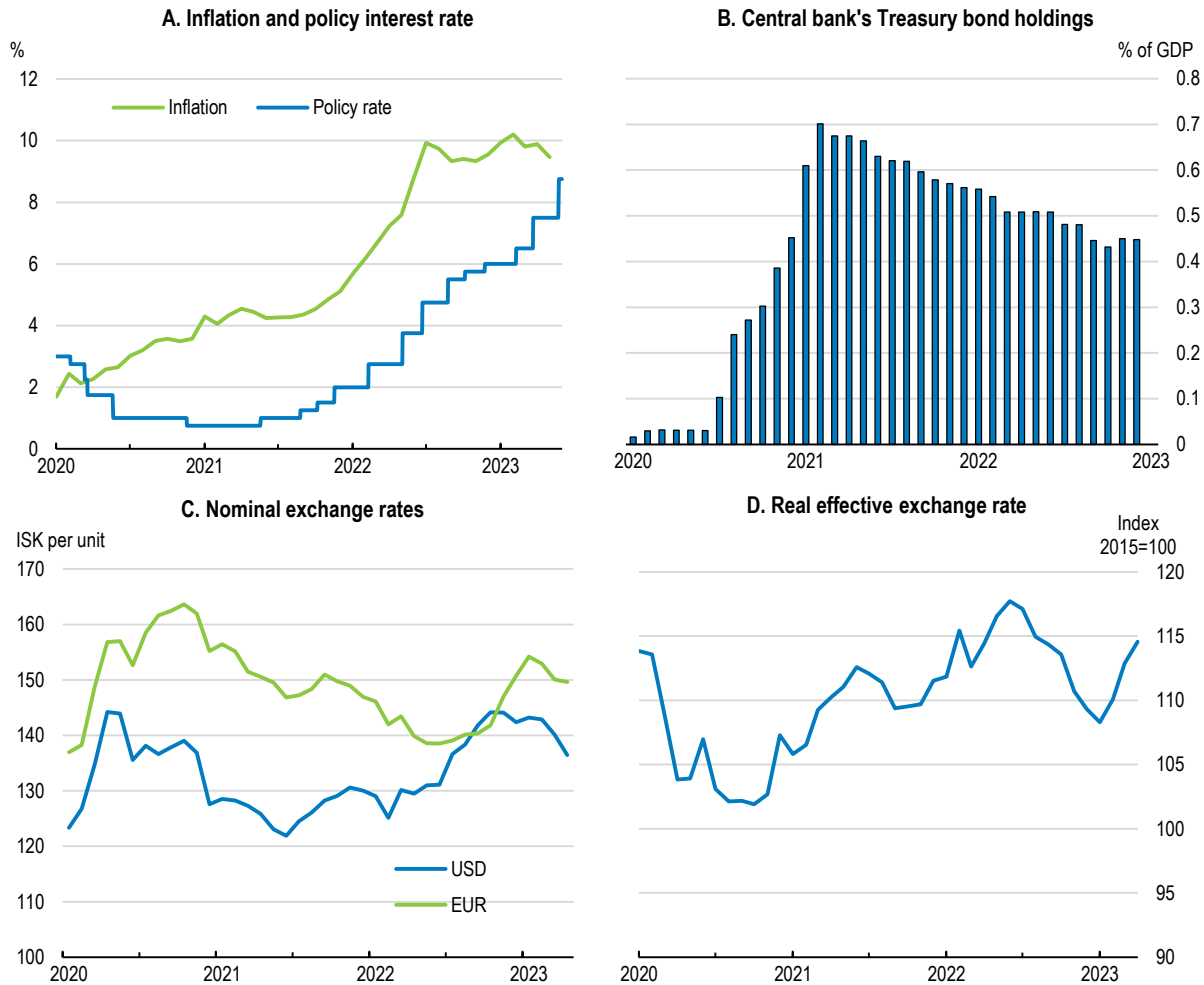 A. Inflation and policy interest rate
%
12
10
8
6
4
2
0
Inflation
Policy rate
2020 2021 2022 2023
B. Central bank's Treasury bond holdings
% of GDP
0.8
0.7
0.6
0.5
0.4
0.3
0.2
0.1
0
2020 2021 2022 2023
C. Nominal exchange rates
ISK per unit
170
160
150
140
130
120
110
100
USD
EUR
2020 2021 2022 2023
D. Real effective exchange rate
Index
2015=100
120
115
110
105
100
95
90
2020 2021 2022 2023